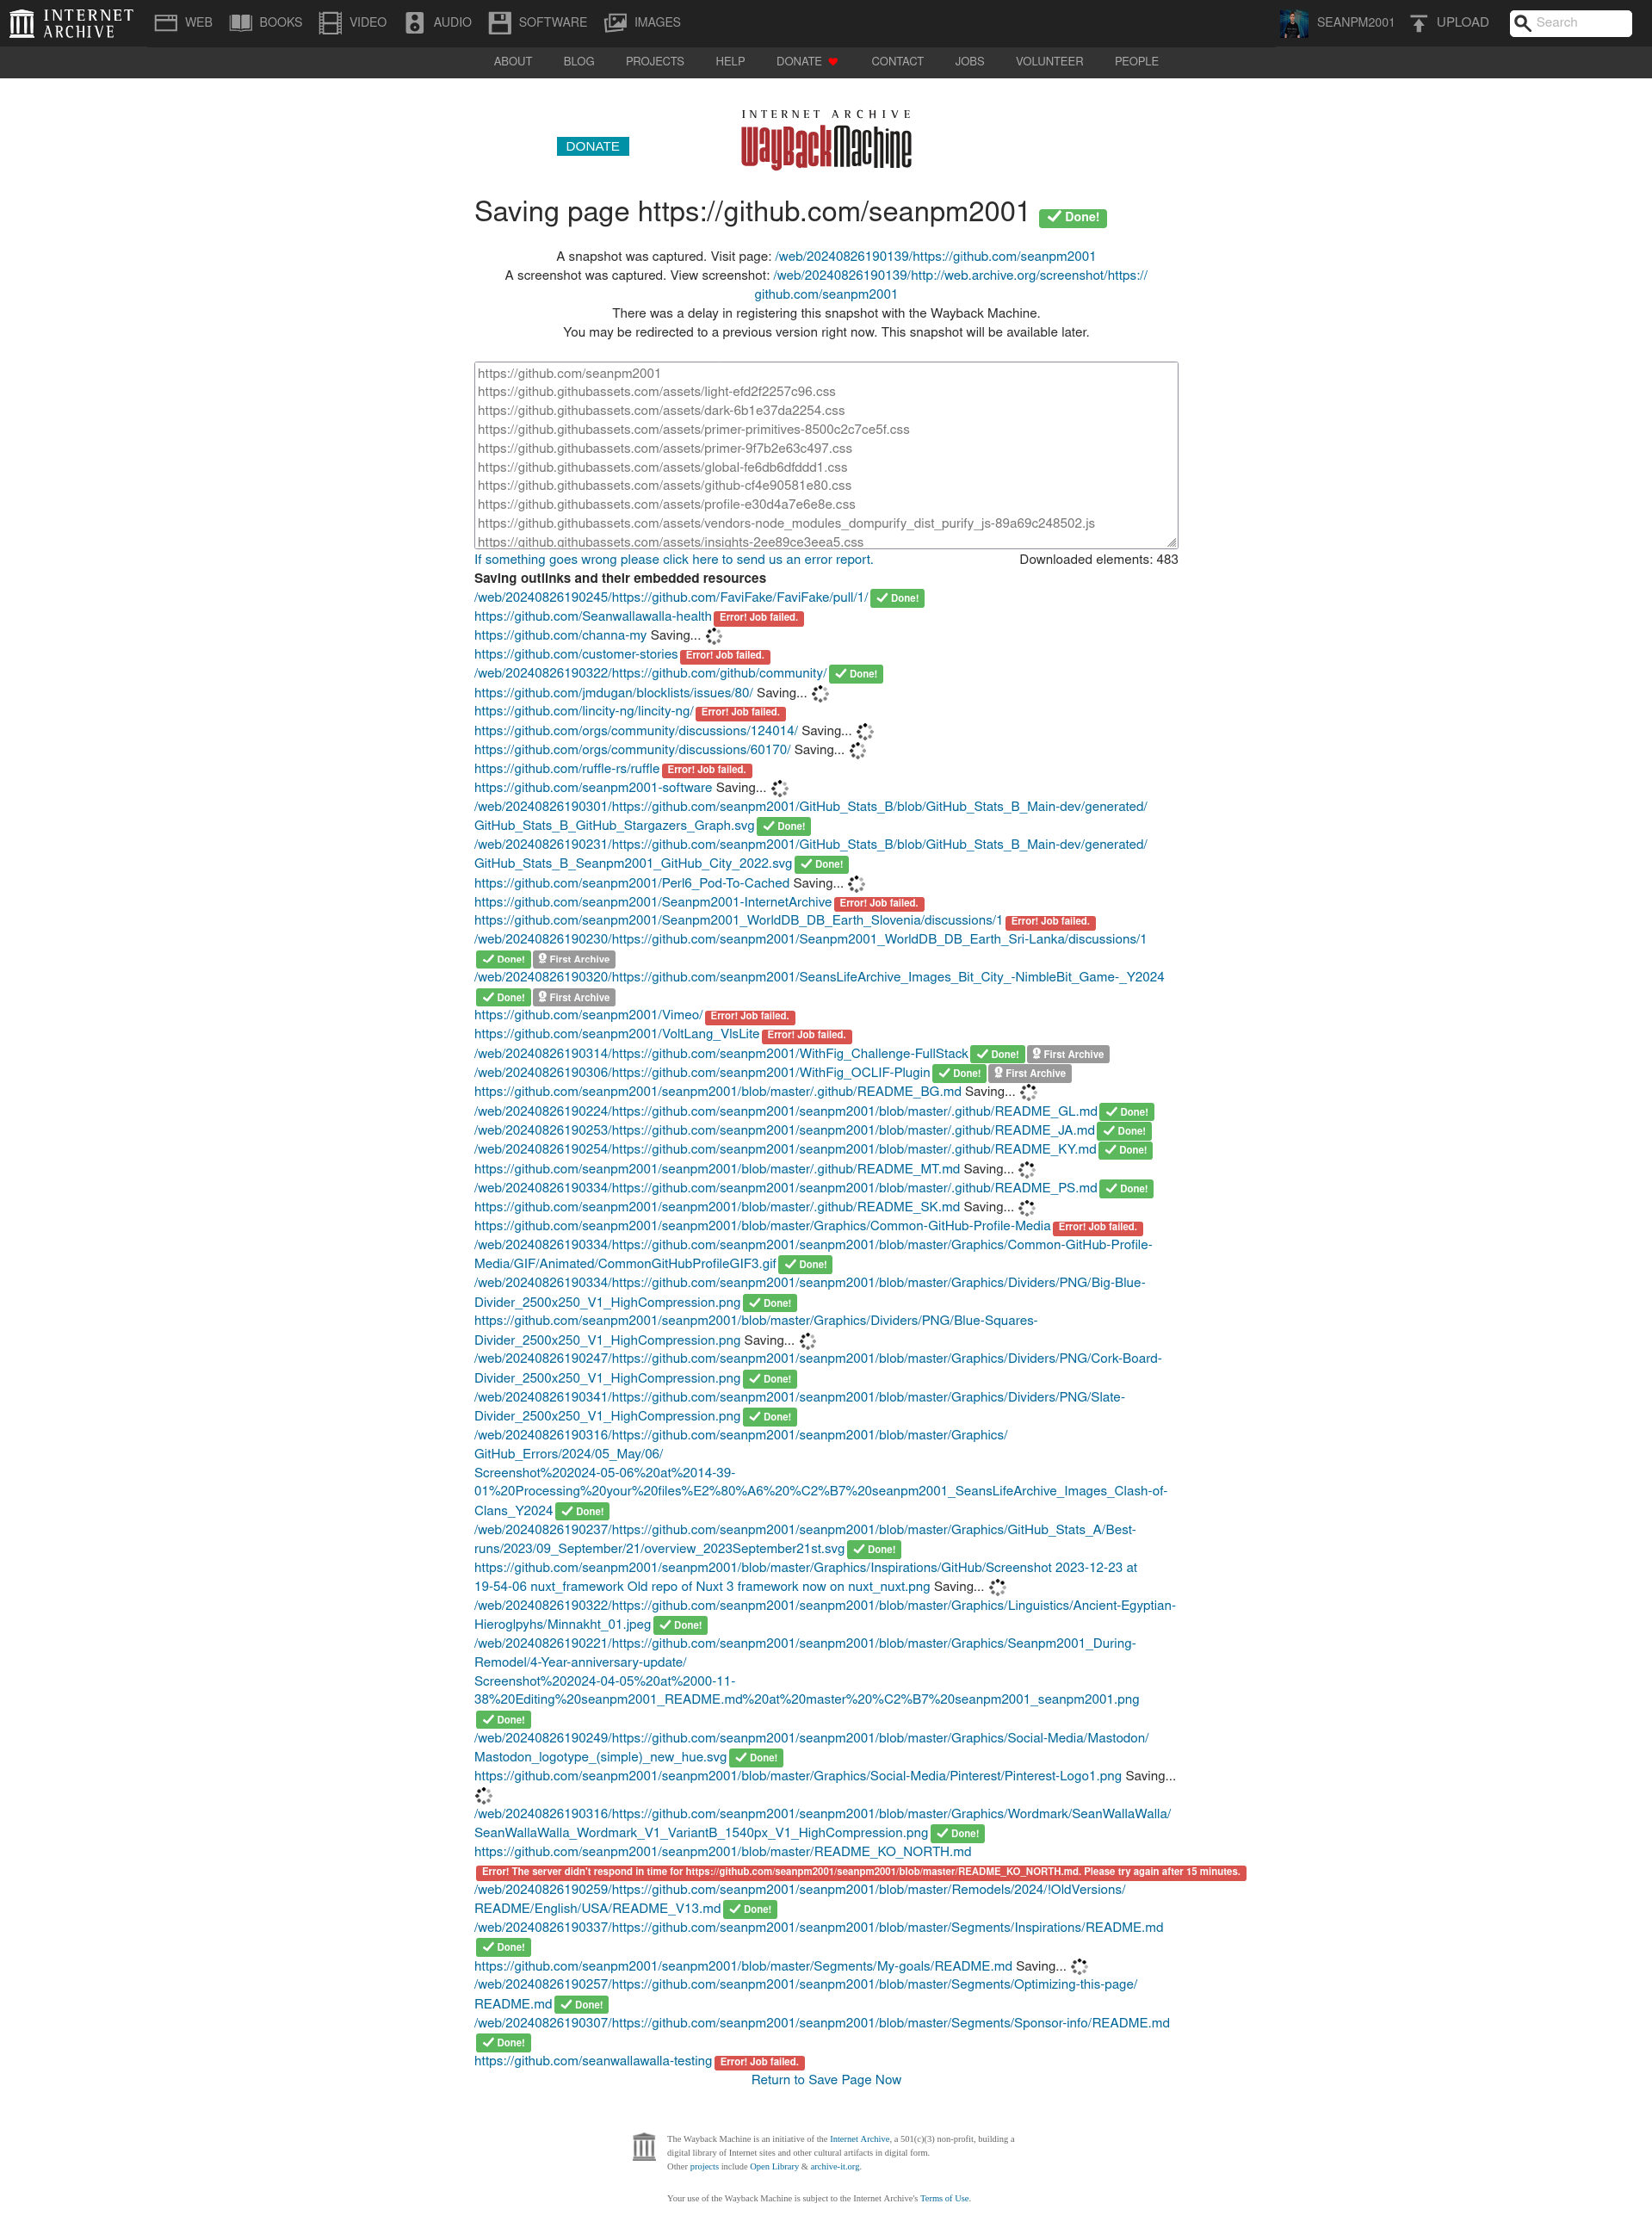 INTERNET ARCHIVE
WEB BOOKS VIDEO AUDIO SOFTWARE IMAGES SEANPM2001 UPLOAD Search
ABOUT BLOG PROJECTS HELP DONATE CONTACT JOBS VOLUNTEER PEOPLE
INTERNET ARCHIVE
WayBackMachine
DONATE
Saving page https://github.com/seanpm2001 Done!
A snapshot was captured. Visit page: /web/20240826190139/https://github.com/seanpm2001
A screenshot was captured. View screenshot: /web/20240826190139/http://web.archive.org/screenshot/https://
github.com/seanpm2001
There was a delay in registering this snapshot with the Wayback Machine.
You may be redirected to a previous version right now. This snapshot will be available later.
https://github.com/seanpm2001
https://github.githubassets.com/assets/light-efd2f2257c96.css
https://github.githubassets.com/assets/dark-6b1e37da2254.css
https://github.githubassets.com/assets/primer-primitives-8500c2c7ce5f.css
https://github.githubassets.com/assets/primer-9f7b2e63c497.css
https://github.githubassets.com/assets/global-fe6db6dfddd1.css
https://github.githubassets.com/assets/github-cf4e90581e80.css
https://github.githubassets.com/assets/profile-e30d4a7e6e8e.css
https://github.githubassets.com/assets/vendors-node_modules_dompurify_dist_purify_js-89a69c248502.js
https://github.githubassets.com/assets/insights-2ee89ce3eea5.css
If something goes wrong please click here to send us an error report. Downloaded elements: 483
Saving outlinks and their embedded resources
/web/20240826190245/https://github.com/FaviFake/FaviFake/pull/1/ Done!
https://github.com/Seanwallawalla-health Error! Job failed.
https://github.com/channa-my Saving...
https://github.com/customer-stories Error! Job failed.
/web/20240826190322/https://github.com/github/community/ Done!
https://github.com/jmdugan/blocklists/issues/80/ Saving...
https://github.com/lincity-ng/lincity-ng/ Error! Job failed.
https://github.com/orgs/community/discussions/124014/ Saving...
https://github.com/orgs/community/discussions/60170/ Saving...
https://github.com/ruffle-rs/ruffle Error! Job failed.
https://github.com/seanpm2001-software Saving...
/web/20240826190301/https://github.com/seanpm2001/GitHub_Stats_B/blob/GitHub_Stats_B_Main-dev/generated/
GitHub_Stats_B_GitHub_Stargazers_Graph.svg Done!
/web/20240826190231/https://github.com/seanpm2001/GitHub_Stats_B/blob/GitHub_Stats_B_Main-dev/generated/
GitHub_Stats_B_Seanpm2001_GitHub_City_2022.svg Done!
https://github.com/seanpm2001/Perl6_Pod-To-Cached Saving...
https://github.com/seanpm2001/Seanpm2001-InternetArchive Error! Job failed.
https://github.com/seanpm2001/Seanpm2001_WorldDB_DB_Earth_Slovenia/discussions/1 Error! Job failed.
/web/20240826190230/https://github.com/seanpm2001/Seanpm2001_WorldDB_DB_Earth_Sri-Lanka/discussions/1
Done! First Archive
/web/20240826190320/https://github.com/seanpm2001/SeansLifeArchive_Images_Bit_City_-NimbleBit_Game-_Y2024
Done! First Archive
https://github.com/seanpm2001/Vimeo/ Error! Job failed.
https://github.com/seanpm2001/VoltLang_VlsLite Error! Job failed.
/web/20240826190314/https://github.com/seanpm2001/WithFig_Challenge-FullStack Done! First Archive
/web/20240826190306/https://github.com/seanpm2001/WithFig_OCLIF-Plugin Done! First Archive
https://github.com/seanpm2001/seanpm2001/blob/master/.github/README_BG.md Saving...
/web/20240826190224/https://github.com/seanpm2001/seanpm2001/blob/master/.github/README_GL.md Done!
/web/20240826190253/https://github.com/seanpm2001/seanpm2001/blob/master/.github/README_JA.md Done!
/web/20240826190254/https://github.com/seanpm2001/seanpm2001/blob/master/.github/README_KY.md Done!
https://github.com/seanpm2001/seanpm2001/blob/master/.github/README_MT.md Saving...
/web/20240826190334/https://github.com/seanpm2001/seanpm2001/blob/master/.github/README_PS.md Done!
https://github.com/seanpm2001/seanpm2001/blob/master/.github/README_SK.md Saving...
https://github.com/seanpm2001/seanpm2001/blob/master/Graphics/Common-GitHub-Profile-Media Error! Job failed.
/web/20240826190334/https://github.com/seanpm2001/seanpm2001/blob/master/Graphics/Common-GitHub-Profile-
Media/GIF/Animated/CommonGitHubProfileGIF3.gif Done!
/web/20240826190334/https://github.com/seanpm2001/seanpm2001/blob/master/Graphics/Dividers/PNG/Big-Blue-
Divider_2500x250_V1_HighCompression.png Done!
https://github.com/seanpm2001/seanpm2001/blob/master/Graphics/Dividers/PNG/Blue-Squares-
Divider_2500x250_V1_HighCompression.png Saving...
/web/20240826190247/https://github.com/seanpm2001/seanpm2001/blob/master/Graphics/Dividers/PNG/Cork-Board-
Divider_2500x250_V1_HighCompression.png Done!
/web/20240826190341/https://github.com/seanpm2001/seanpm2001/blob/master/Graphics/Dividers/PNG/Slate-
Divider_2500x250_V1_HighCompression.png Done!
/web/20240826190316/https://github.com/seanpm2001/seanpm2001/blob/master/Graphics/
GitHub_Errors/2024/05_May/06/
Screenshot%202024-05-06%20at%2014-39-
01%20Processing%20your%20files%E2%80%A6%20%C2%B7%20seanpm2001_SeansLifeArchive_Images_Clash-of-
Clans_Y2024 Done!
/web/20240826190237/https://github.com/seanpm2001/seanpm2001/blob/master/Graphics/GitHub_Stats_A/Best-
runs/2023/09_September/21/overview_2023September21st.svg Done!
https://github.com/seanpm2001/seanpm2001/blob/master/Graphics/Inspirations/GitHub/Screenshot 2023-12-23 at
19-54-06 nuxt_framework Old repo of Nuxt 3 framework now on nuxt_nuxt.png Saving...
/web/20240826190322/https://github.com/seanpm2001/seanpm2001/blob/master/Graphics/Linguistics/Ancient-Egyptian-
Hieroglpyhs/Minnakht_01.jpeg Done!
/web/20240826190221/https://github.com/seanpm2001/seanpm2001/blob/master/Graphics/Seanpm2001_During-
Remodel/4-Year-anniversary-update/
Screenshot%202024-04-05%20at%2000-11-
38%20Editing%20seanpm2001_README.md%20at%20master%20%C2%B7%20seanpm2001_seanpm2001.png
Done!
/web/20240826190249/https://github.com/seanpm2001/seanpm2001/blob/master/Graphics/Social-Media/Mastodon/
Mastodon_logotype_(simple)_new_hue.svg Done!
https://github.com/seanpm2001/seanpm2001/blob/master/Graphics/Social-Media/Pinterest/Pinterest-Logo1.png Saving...
/web/20240826190316/https://github.com/seanpm2001/seanpm2001/blob/master/Graphics/Wordmark/SeanWallaWalla/
SeanWallaWalla_Wordmark_V1_VariantB_1540px_V1_HighCompression.png Done!
https://github.com/seanpm2001/seanpm2001/blob/master/README_KO_NORTH.md
Error! The server didn't respond in time for https://github.com/seanpm2001/seanpm2001/blob/master/README_KO_NORTH.md. Please try again after 15 minutes.
/web/20240826190259/https://github.com/seanpm2001/seanpm2001/blob/master/Remodels/2024/!OldVersions/
README/English/USA/README_V13.md Done!
/web/20240826190337/https://github.com/seanpm2001/seanpm2001/blob/master/Segments/Inspirations/README.md
Done!
https://github.com/seanpm2001/seanpm2001/blob/master/Segments/My-goals/README.md Saving...
/web/20240826190257/https://github.com/seanpm2001/seanpm2001/blob/master/Segments/Optimizing-this-page/
README.md Done!
/web/20240826190307/https://github.com/seanpm2001/seanpm2001/blob/master/Segments/Sponsor-info/README.md
Done!
https://github.com/seanwallawalla-testing Error! Job failed.
Return to Save Page Now
The Wayback Machine is an initiative of the Internet Archive, a 501(c)(3) non-profit, building a
digital library of Internet sites and other cultural artifacts in digital form.
Other projects include Open Library & archive-it.org.
Your use of the Wayback Machine is subject to the Internet Archive's Terms of Use.